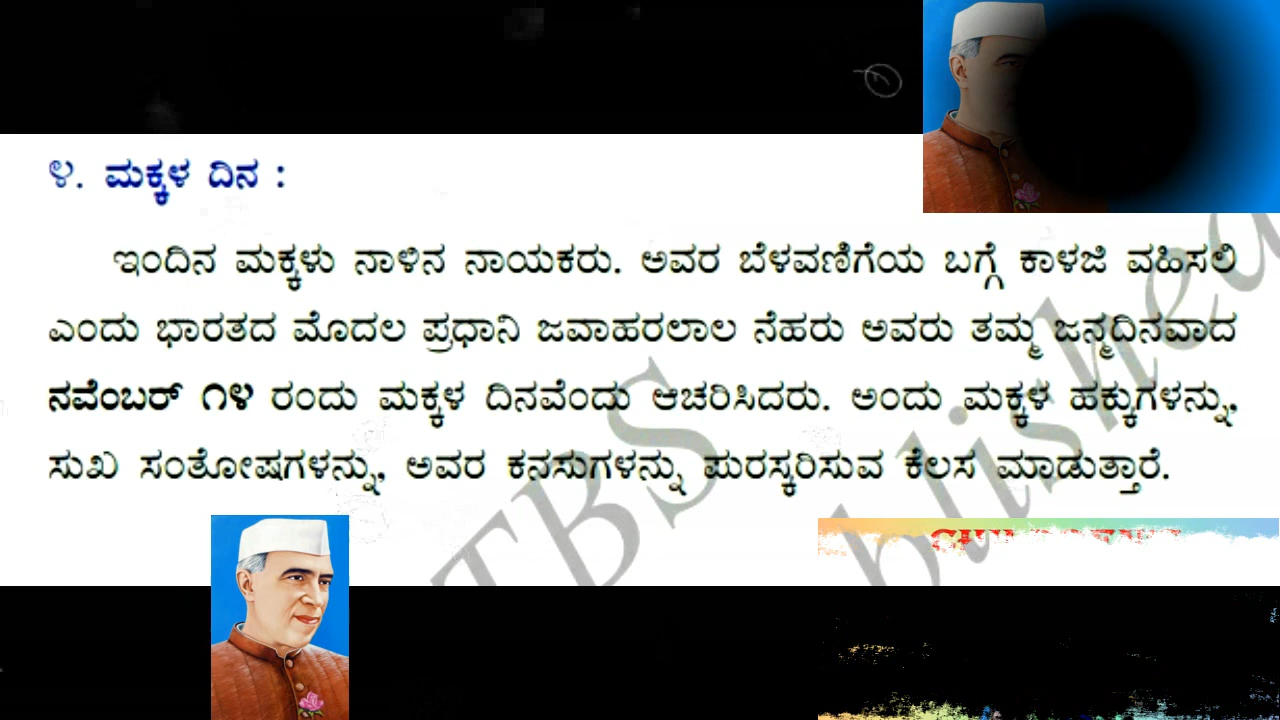 ೪. ಮಕ್ಕಳ ದಿನ :
ಇಂದಿನ ಮಕ್ಕಳು ನಾಳಿನ ನಾಯಕರು. ಅವರ ಬೆಳವಣಿಗೆಯ ಬಗ್ಗೆ ಕಾಳಜಿ ವಹಿಸಲಿ
ಎಂದು ಭಾರತದ ಮೊದಲ ಪ್ರಧಾನಿ ಜವಾಹರಲಾಲ ನೆಹರು ಅವರು ತಮ್ಮ ಜನ್ಮದಿನವಾದ
ನವೆಂಬರ್ ೧೪ ರಂದು ಮಕ್ಕಳ ದಿನವೆಂದು ಆಚರಿಸಿದರು. ಅಂದು ಮಕ್ಕಳ ಹಕ್ಕುಗಳನ್ನು,
ಸುಖ ಸಂತೋಷಗಳನ್ನು, ಅವರ ಕನಸುಗಳನ್ನು ಪುರಸ್ಕರಿಸುವ ಕೆಲಸ ಮಾಡುತ್ತಾರೆ.